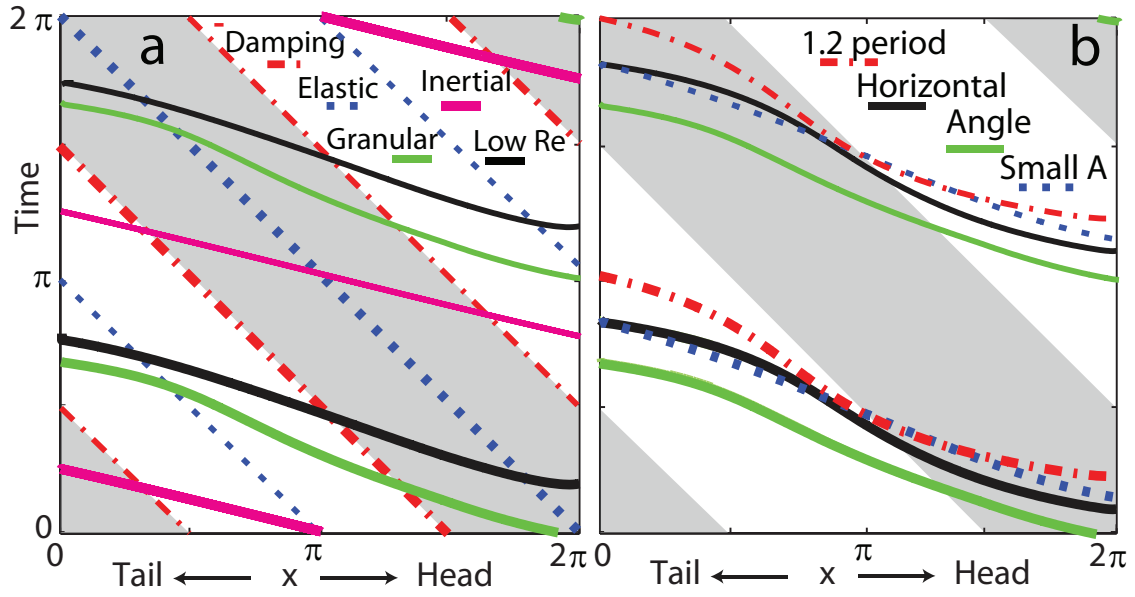 2 π
a
b
Damping
1.2 period
Elastic
Inertial
Horizontal
Granular
Low Re
Angle
Small A
Time
π
0
0
π
2π
0
π
2π
Tail
x
Head
Tail
x
Head